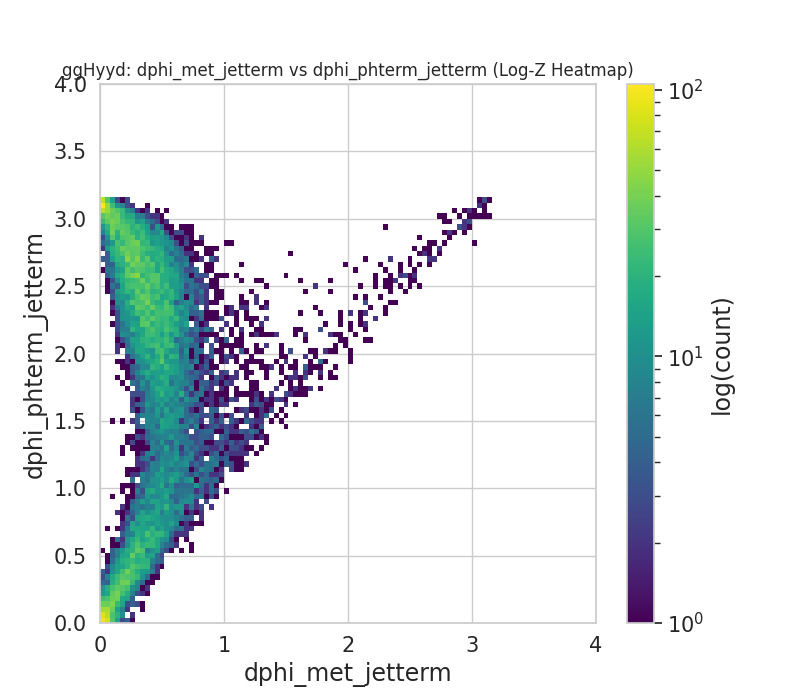 ggHyyd: dphi_met_jetterm vs dphi_phterm_jetterm (Log-Z Heatmap)
4.0
3.5
3.0
2.5
2.0
1.5
1.0
0.5
0.0
dphi_phterm_jetterm
0 1 2 3 4
dphi_met_jetterm
10²
10¹
10⁰
log(count)